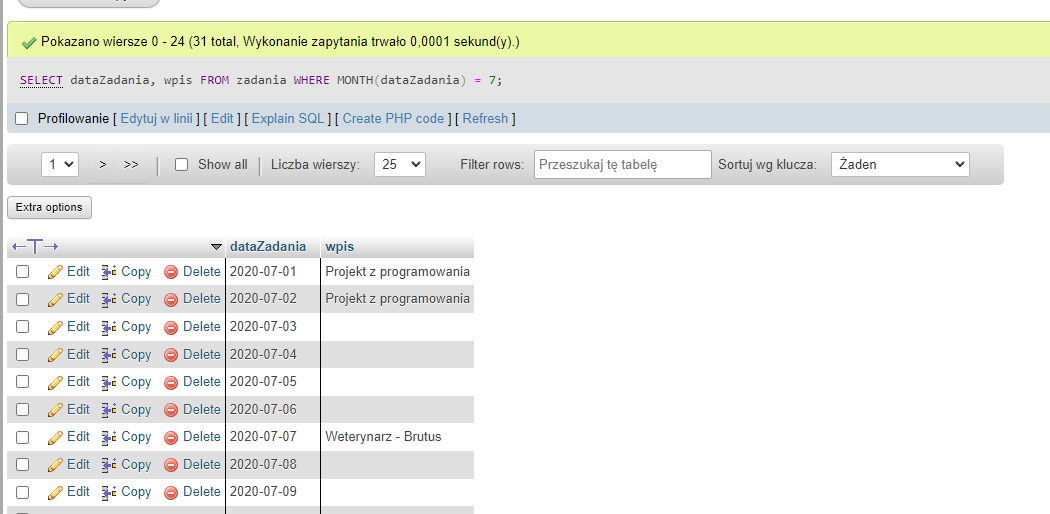 Pokazano wiersze 0 - 24 (31 total, Wykonanie zapytania trwało 0,0001 sekund(y).)
SELECT dataZadania, wpis FROM zadania WHERE MONTH(dataZadania) = 7;
Profilowanie [ Edytuj w linii ] [ Edit ] [ Explain SQL ] [ Create PHP code ] [ Refresh ]
1 > >> Show all Liczba wierszy: 25 Filter rows: Przeszukaj tę tabelę Sortuj wg klucza: Żaden
Extra options
←T→ dataZadania wpis
Edit Copy Delete 2020-07-01 Projekt z programowania
Edit Copy Delete 2020-07-02 Projekt z programowania
Edit Copy Delete 2020-07-03
Edit Copy Delete 2020-07-04
Edit Copy Delete 2020-07-05
Edit Copy Delete 2020-07-06
Edit Copy Delete 2020-07-07 Weterynarz - Brutus
Edit Copy Delete 2020-07-08
Edit Copy Delete 2020-07-09